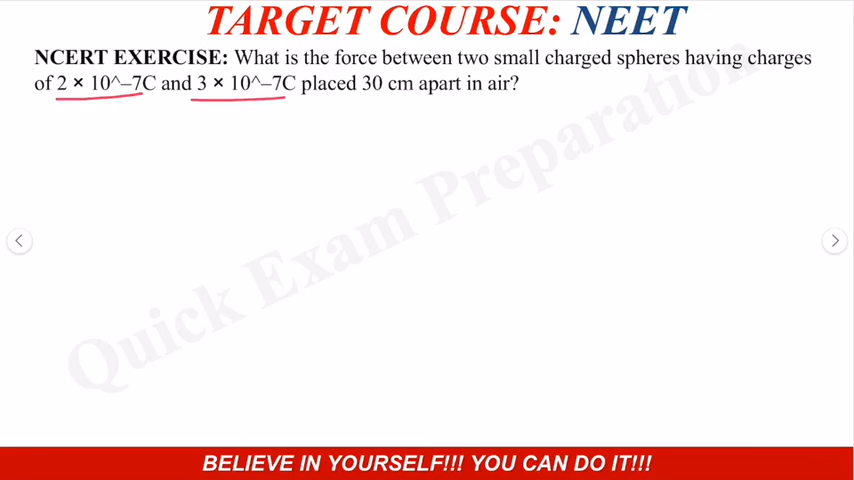 TARGET COURSE: NEET
NCERT EXERCISE: What is the force between two small charged spheres having charges
of 2 × 10^–7C and 3 × 10^–7C placed 30 cm apart in air?
Quick Exam Preparation
BELIEVE IN YOURSELF!!! YOU CAN DO IT!!!